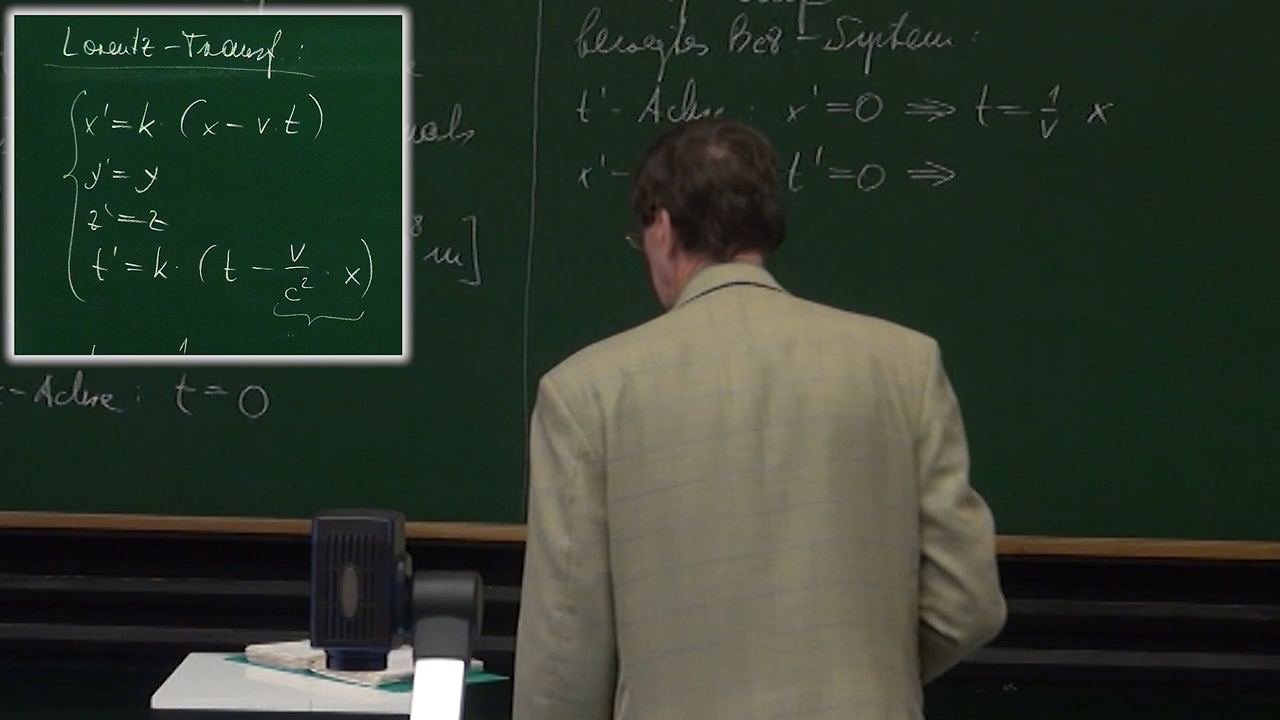 Lorentz-Transf.:
x' = k · (x - v · t)
y' = y
z' = z
t' = k · (t - v/c² · x)
-Achse: t = 0
bewegtes Bez-System:
t'-Achse: x' = 0 ⇒ t = 1/v x
x'- t' = 0 ⇒
m]